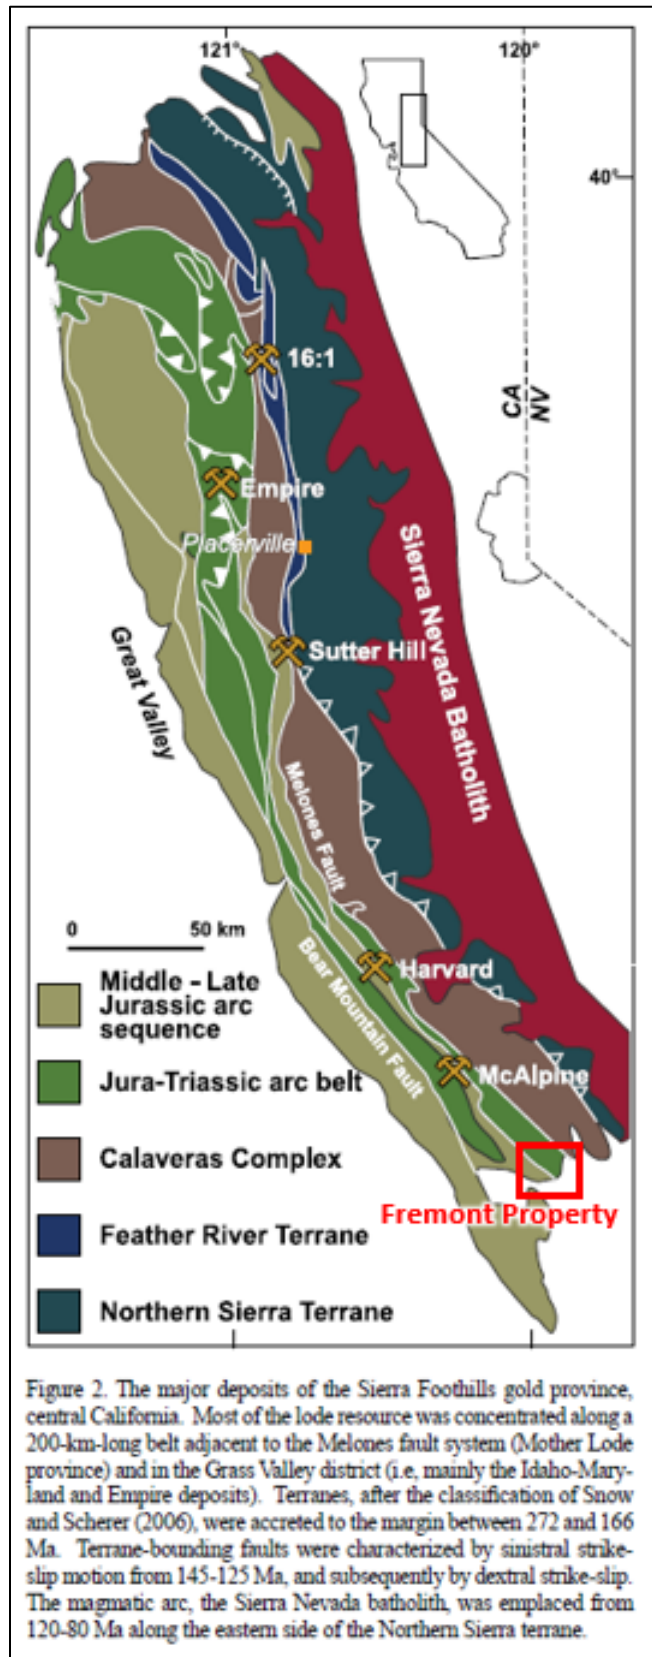 121°
120°
40°
16:1
CA
NV
Empire
Placerville
Sierra Nevada Batholith
Sutter Hill
Great Valley
Melones Fault
0 50 km
Harvard
Bear Mountain Fault
Middle - Late
Jurassic arc
sequence
McAlpine
Jura-Triassic arc belt
Calaveras Complex
Fremont Property
Feather River Terrane
Northern Sierra Terrane
Figure 2. The major deposits of the Sierra Foothills gold province,
central California. Most of the lode resource was concentrated along a
200-km-long belt adjacent to the Melones fault system (Mother Lode
province) and in the Grass Valley district (i.e, mainly the Idaho-Mary-
land and Empire deposits). Terranes, after the classification of Snow
and Scherer (2006), were accreted to the margin between 272 and 166
Ma. Terrane-bounding faults were characterized by sinistral strike-
slip motion from 145-125 Ma, and subsequently by dextral strike-slip.
The magmatic arc, the Sierra Nevada batholith, was emplaced from
120-80 Ma along the eastern side of the Northern Sierra terrane.